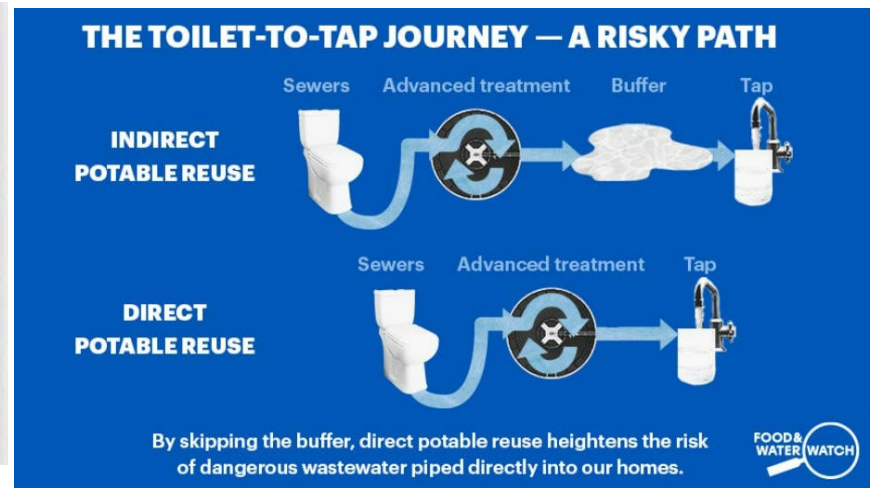 THE TOILET-TO-TAP JOURNEY — A RISKY PATH
Sewers Advanced treatment Buffer Tap
INDIRECT
POTABLE REUSE
Sewers Advanced treatment Tap
DIRECT
POTABLE REUSE
By skipping the buffer, direct potable reuse heightens the risk
of dangerous wastewater piped directly into our homes.
FOOD&
WATER WATCH